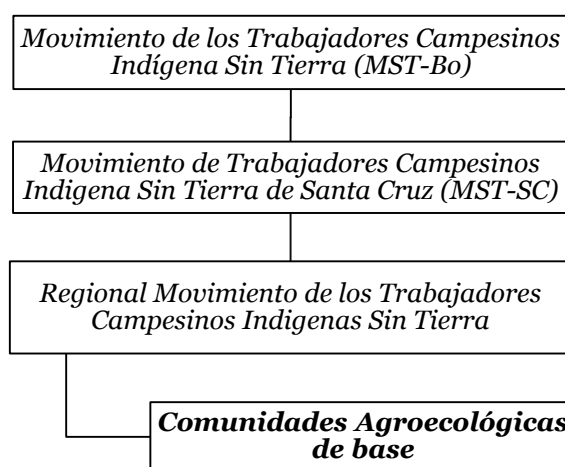 Movimiento de los Trabajadores Campesinos
Indígena Sin Tierra (MST-Bo)
Movimiento de Trabajadores Campesinos
Indigena Sin Tierra de Santa Cruz (MST-SC)
Regional Movimiento de los Trabajadores
Campesinos Indigenas Sin Tierra
Comunidades Agroecológicas
de base